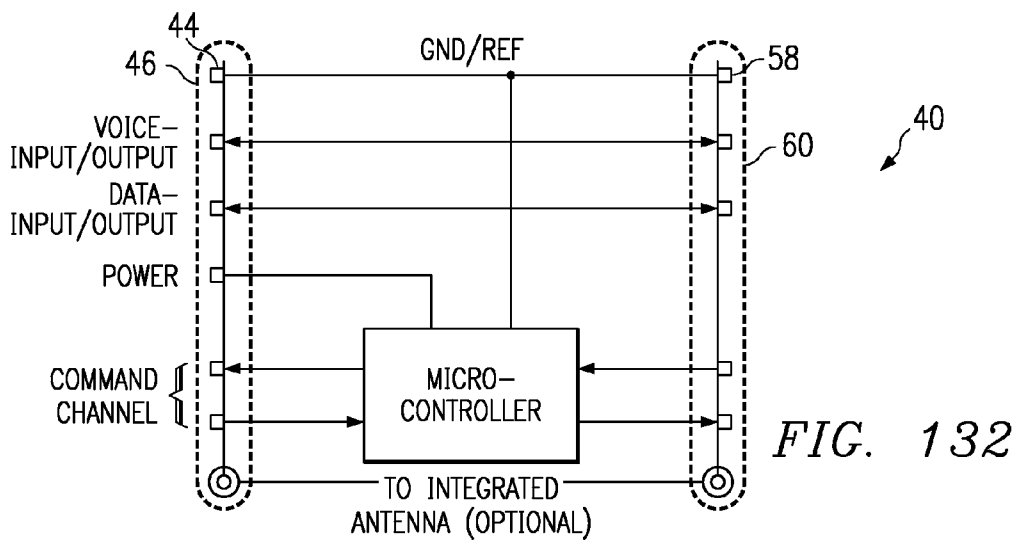 44
46
GND/REF
58
VOICE-
INPUT/OUTPUT
60
40
DATA-
INPUT/OUTPUT
POWER
COMMAND
CHANNEL
MICRO-
CONTROLLER
FIG. 132
TO INTEGRATED
ANTENNA (OPTIONAL)